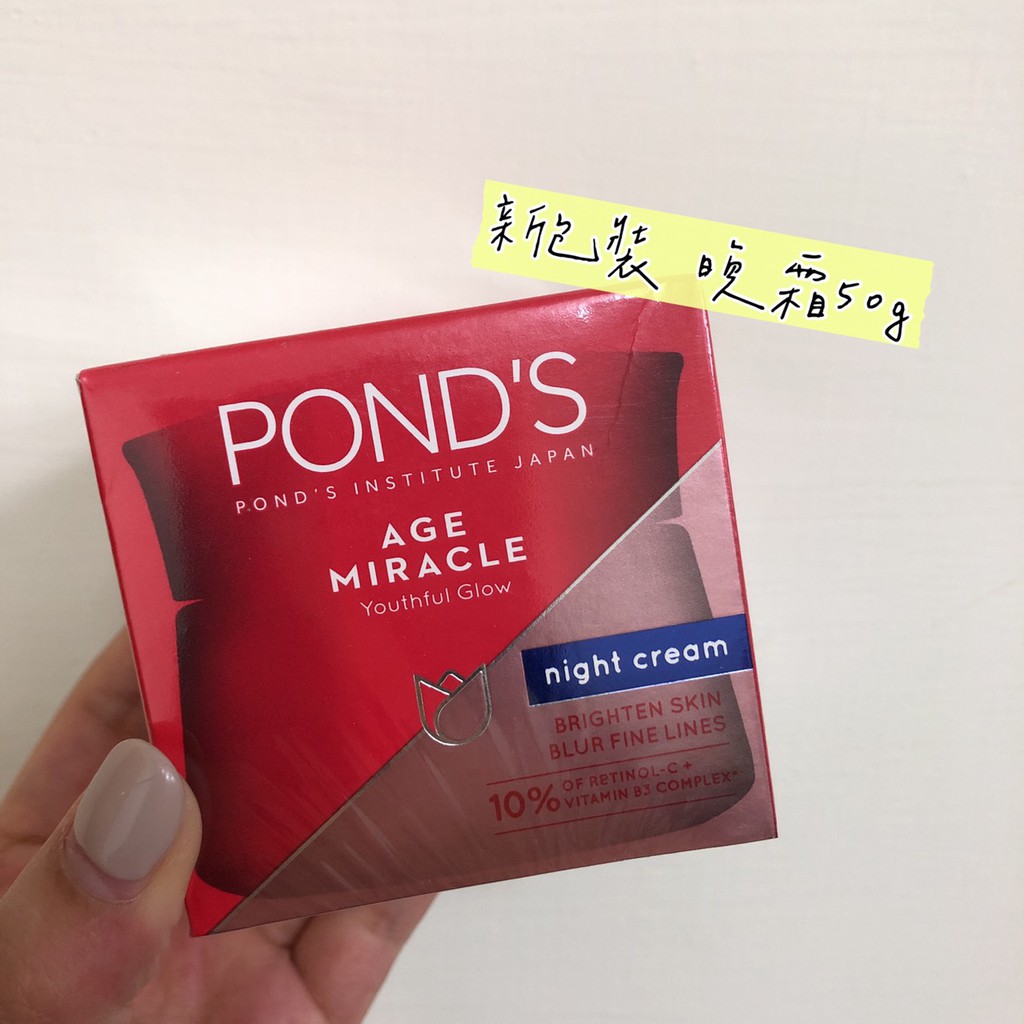 新包裝 晚霜50g
POND'S
POND'S INSTITUTE JAPAN
AGE
MIRACLE
Youthful Glow
night cream
BRIGHTEN SKIN
BLUR FINE LINES
10% OF RETINOL-C +
VITAMIN B3 COMPLEX*